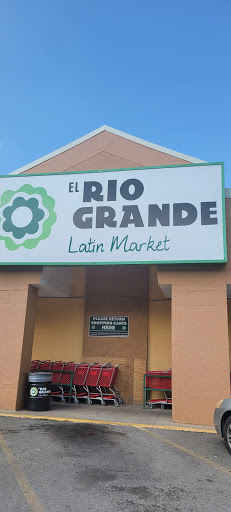 EL RIO
GRANDE
Latin Market
PLEASE RETURN
SHOPPING CARTS
HERE